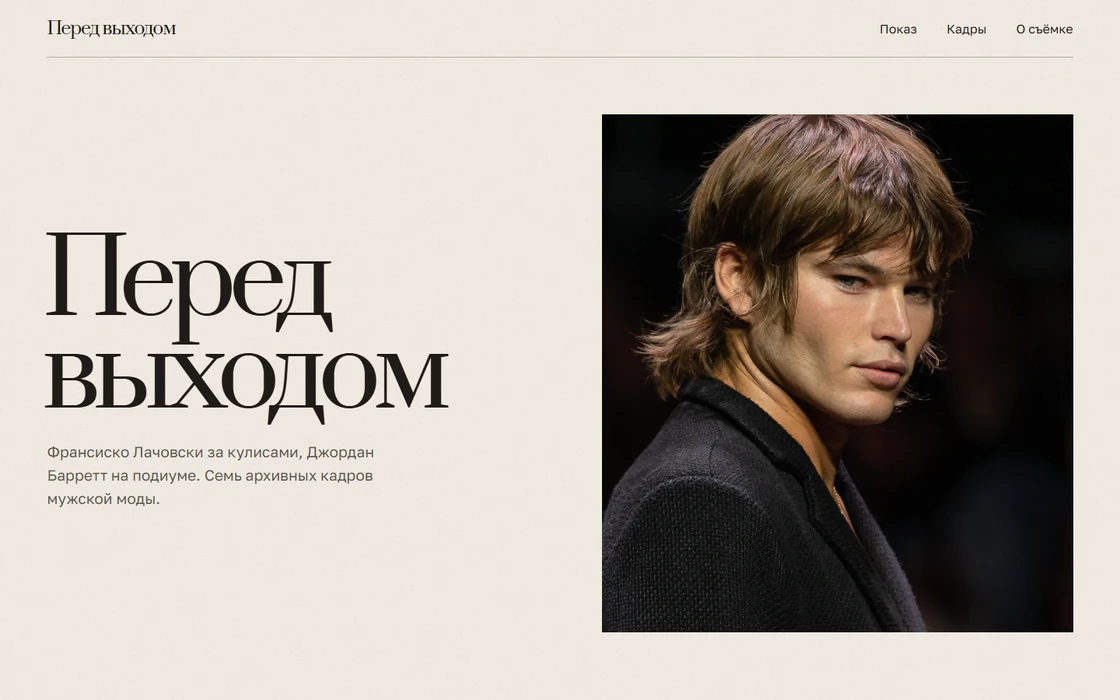 Перед выходом
Показ
Кадры
О съёмке
Перед
выходом
Франсиско Лачовски за кулисами, Джордан
Барретт на подиуме. Семь архивных кадров
мужской моды.